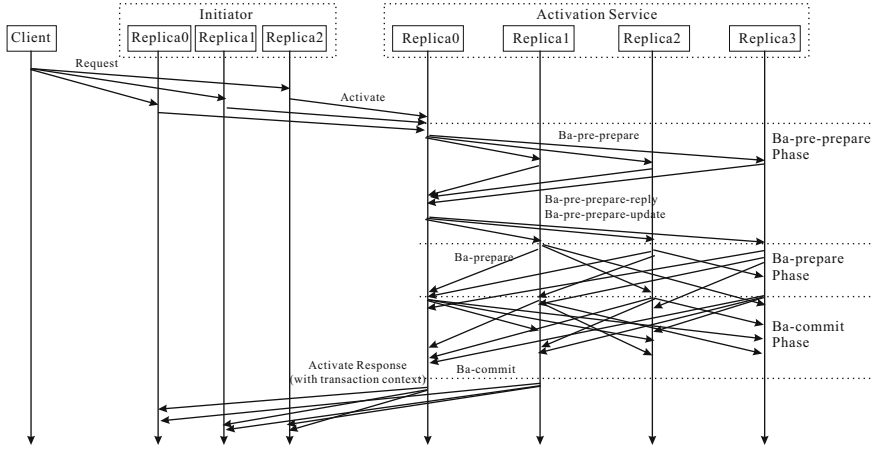 Initiator
Activation Service
Client
Replica0
Replica1
Replica2
Replica0
Replica1
Replica2
Replica3
Request
Activate
Ba-pre-prepare
Ba-pre-prepare
Phase
Ba-pre-prepare-reply
Ba-pre-prepare-update
Ba-prepare
Ba-prepare
Phase
Ba-commit
Phase
Activate Response
(with transaction context)
Ba-commit